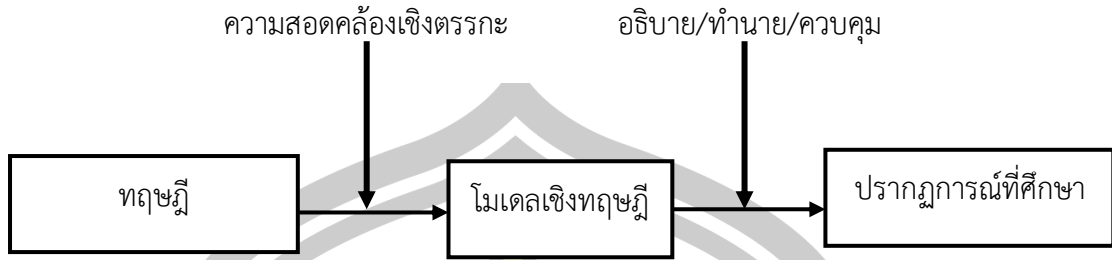 ความสอดคล้องเชิงตรรกะ
อธิบาย/ทำนาย/ควบคุม
ทฤษฎี
โมเดลเชิงทฤษฎี
ปรากฏการณ์ที่ศึกษา